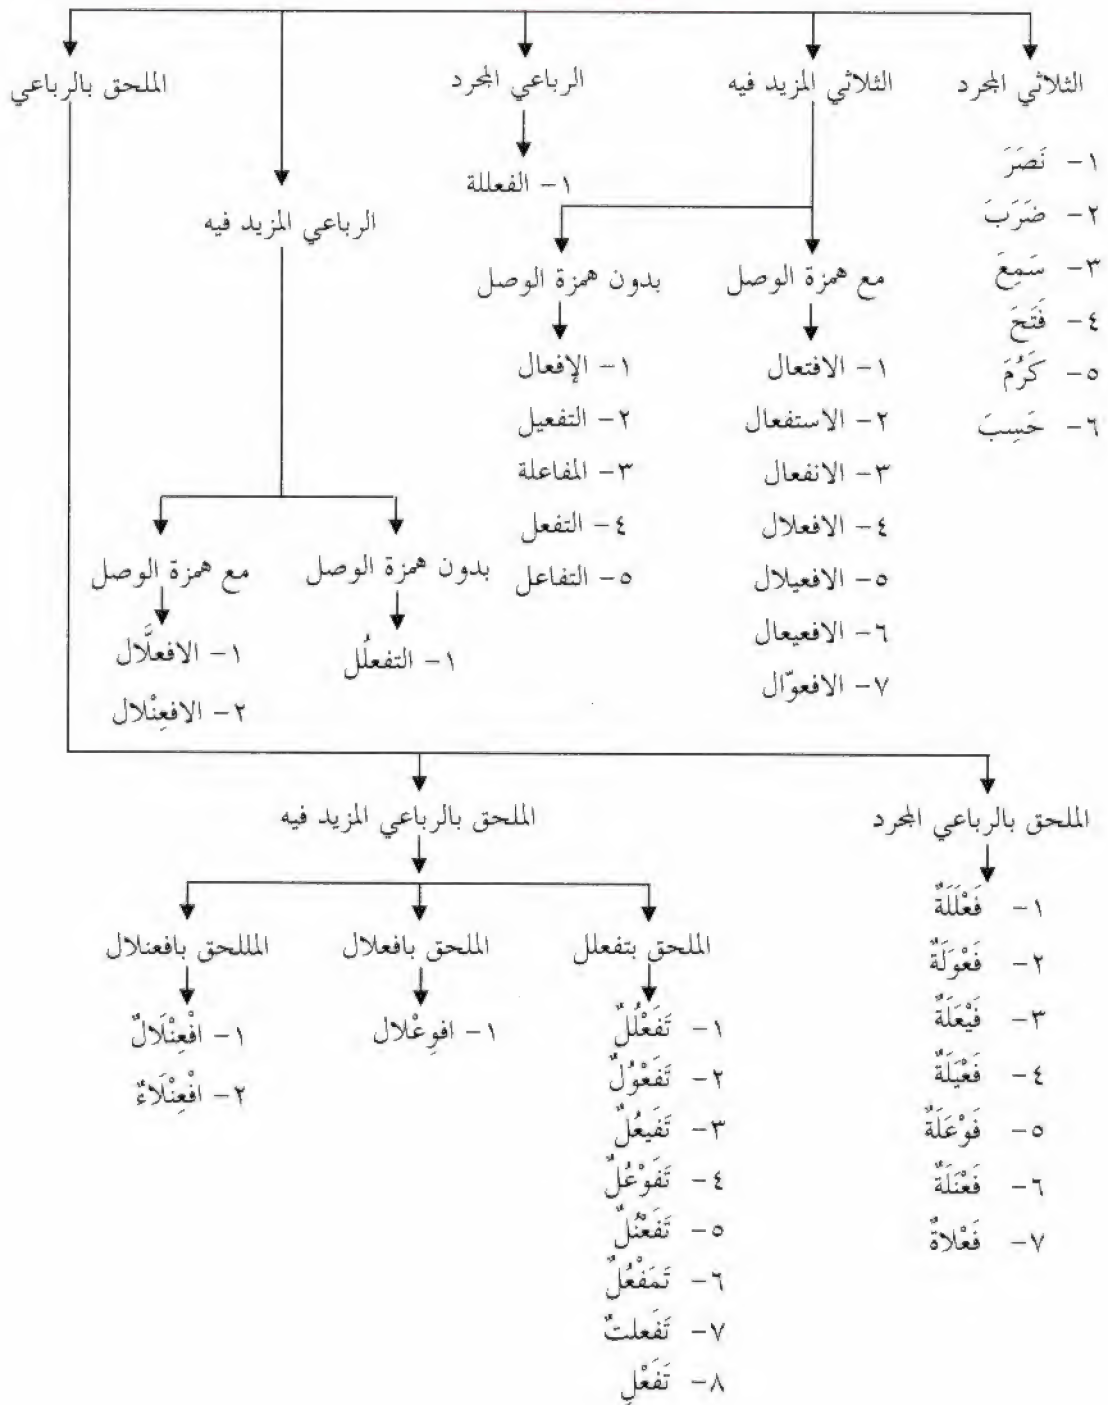 الثلاثي المجرد
١- نَصَرَ
٢- ضَرَبَ
٣- سَمِعَ
٤- فَتَحَ
٥- كَرُمَ
٦- حَسِبَ
الثلاثي المزيد فيه
مع همزة الوصل
١- الافتعال
٢- الاستفعال
٣- الانفعال
٤- الافعلال
٥- الافعيلال
٦- الافعيعال
٧- الافعوّال
بدون همزة الوصل
١- الإفعال
٢- التفعيل
٣- المفاعلة
٤- التفعل
٥- التفاعل
الرباعي المجرد
١- الفعللة
الرباعي المزيد فيه
بدون همزة الوصل
١- التفعلُل
مع همزة الوصل
١- الافعلَّال
٢- الافعِنْلال
الملحق بالرباعي
الملحق بالرباعي المجرد
١- فَعْلَلَةٌ
٢- فَعْوَلَةٌ
٣- فَيْعَلَةٌ
٤- فَعْيَلَةٌ
٥- فَوْعَلَةٌ
٦- فَعْنَلَةٌ
٧- فَعْلاةٌ
الملحق بالرباعي المزيد فيه
الملحق بتفعلل
١- تَفَعْلُلٌ
٢- تَفَعْوُلٌ
٣- تَفَيعُلٌ
٤- تَفَوْعُلٌ
٥- تَفَعْنُلٌ
٦- تَمَفْعُلٌ
٧- تَفَعلتٌ
٨- تَفَعْلٍ
الملحق بافعلال
١- افوِعْلال
المللحق بافعنلال
١- افْعِنْلَالٌ
٢- افْعِنْلَاءٌ